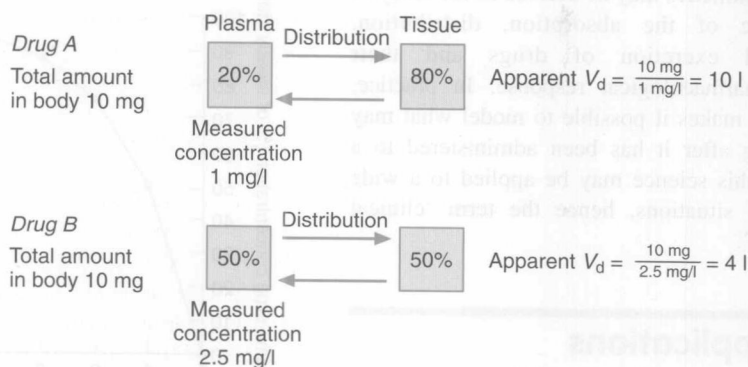 Plasma Tissue
Drug A Distribution
Total amount
in body 10 mg
20% 80% Apparent Vd = 10 mg / 1 mg/l = 10 l
Measured
concentration
1 mg/l
Drug B Distribution
Total amount
in body 10 mg
50% 50% Apparent Vd = 10 mg / 2.5 mg/l = 4 l
Measured
concentration
2.5 mg/l